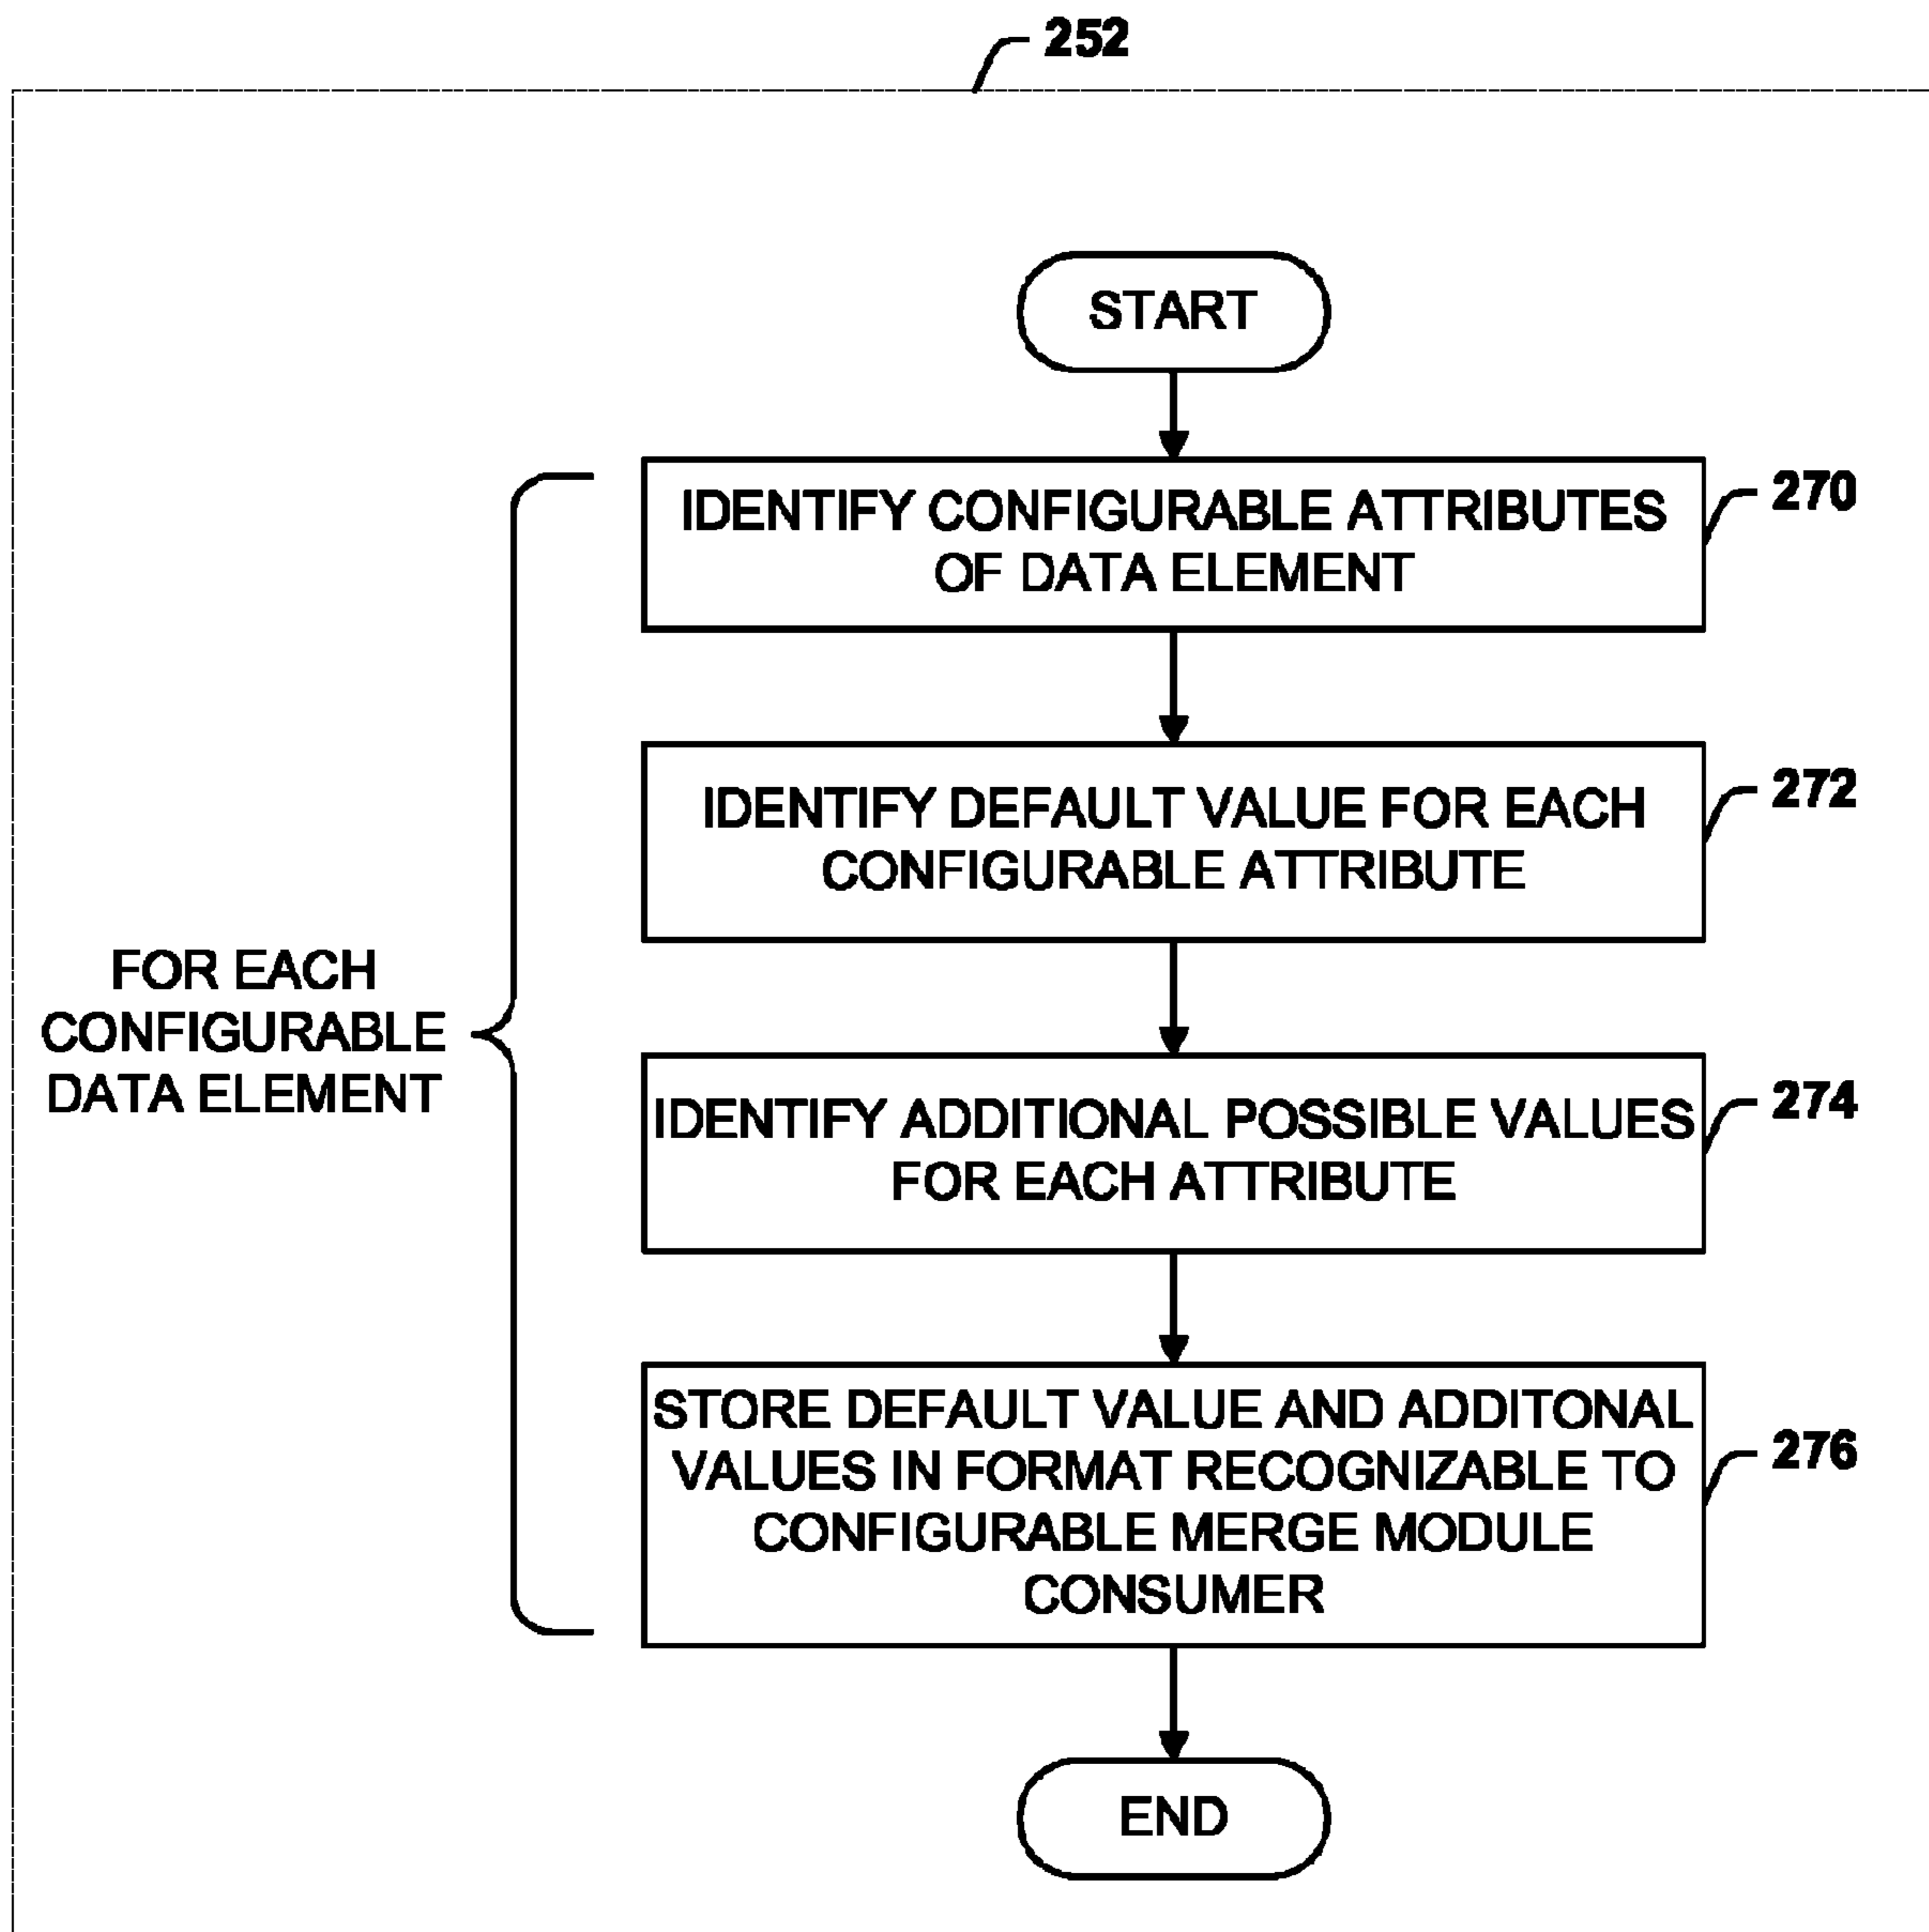 252
START
IDENTIFY CONFIGURABLE ATTRIBUTES
OF DATA ELEMENT
270
IDENTIFY DEFAULT VALUE FOR EACH
CONFIGURABLE ATTRIBUTE
272
FOR EACH
CONFIGURABLE
DATA ELEMENT
IDENTIFY ADDITIONAL POSSIBLE VALUES
FOR EACH ATTRIBUTE
274
STORE DEFAULT VALUE AND ADDITONAL
VALUES IN FORMAT RECOGNIZABLE TO
CONFIGURABLE MERGE MODULE
CONSUMER
276
END